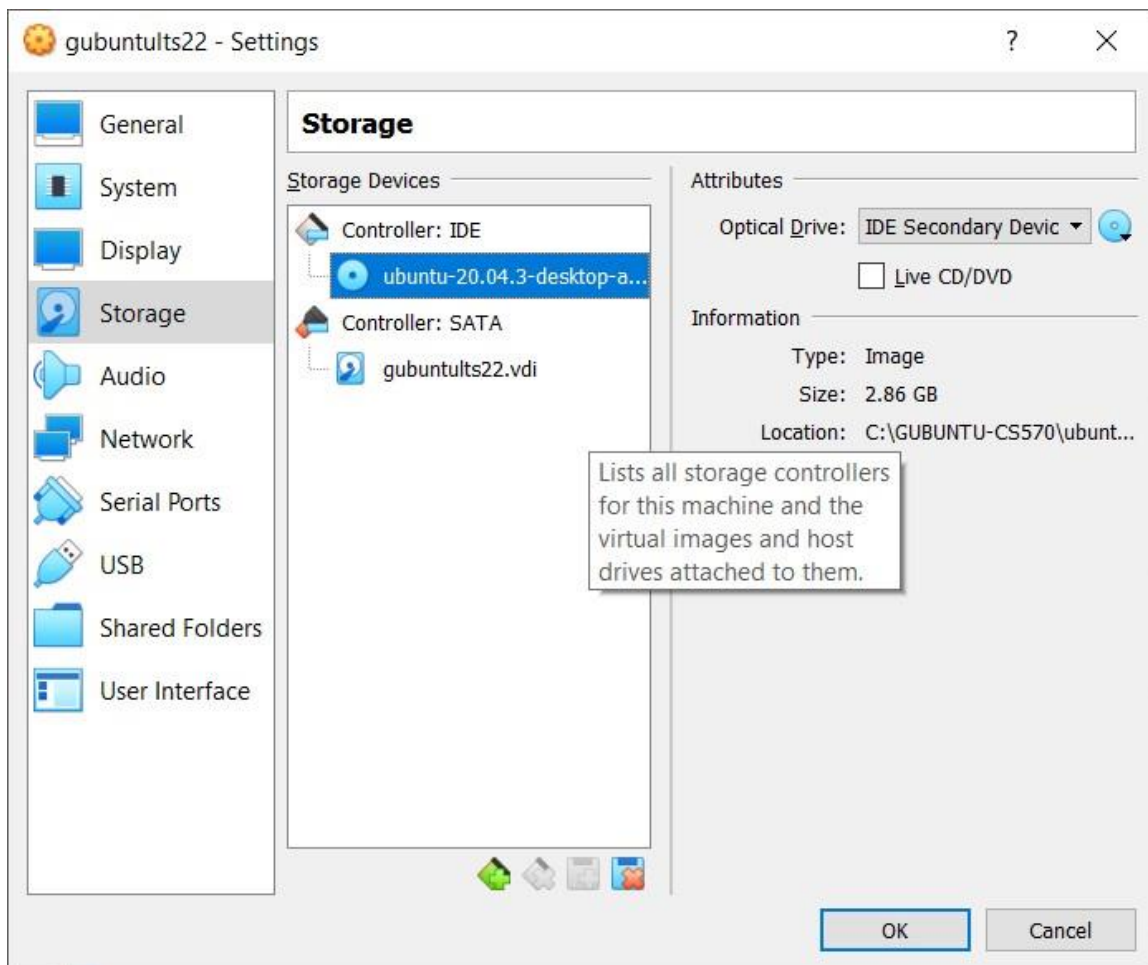 gubuntults22 - Settings
?
General
System
Display
Storage
Audio
Network
Serial Ports
USB
Shared Folders
User Interface
Storage
Storage Devices
Controller: IDE
ubuntu-20.04.3-desktop-a...
Controller: SATA
gubuntults22.vdi
Attributes
Optical Drive: IDE Secondary Devic
Live CD/DVD
Information
Type: Image
Size: 2.86 GB
Location: C:\GUBUNTU-CS570\ubunt...
Lists all storage controllers
for this machine and the
virtual images and host
drives attached to them.
OK
Cancel